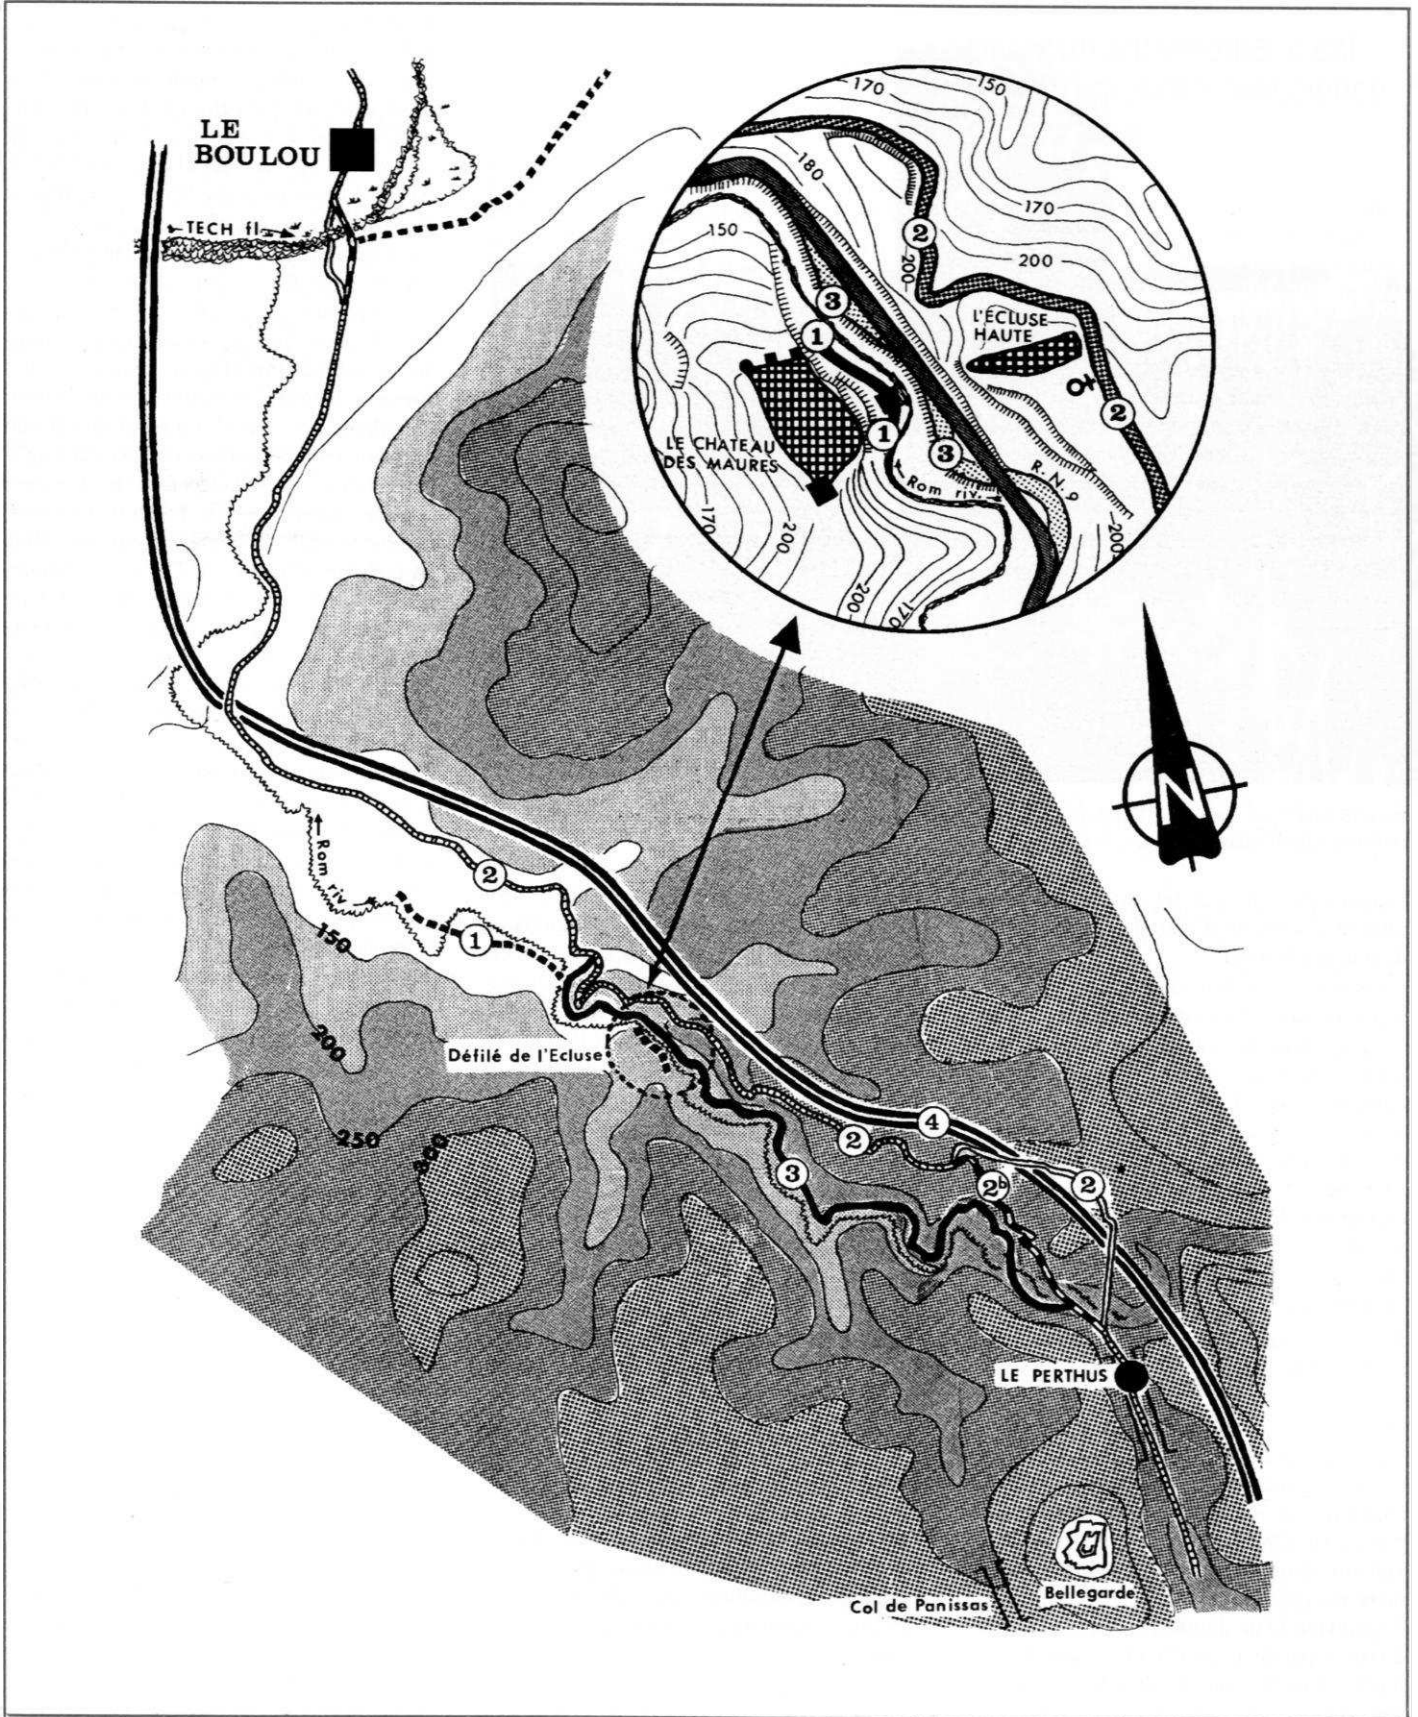 LE
BOULOU
TECH fl
170
150
180
170
150
200
200
2
3
1
L'ÉCLUSE
HAUTE
2
1
3
LE CHATEAU
DES MAURES
Rom riv.
R.N.9
170
200
200
170
200
N
Rom riv.
2
1
150
200
Défilé de l'Ecluse
250
300
4
2
3
2b
2
LE PERTHUS
Bellegarde
Col de Panissas